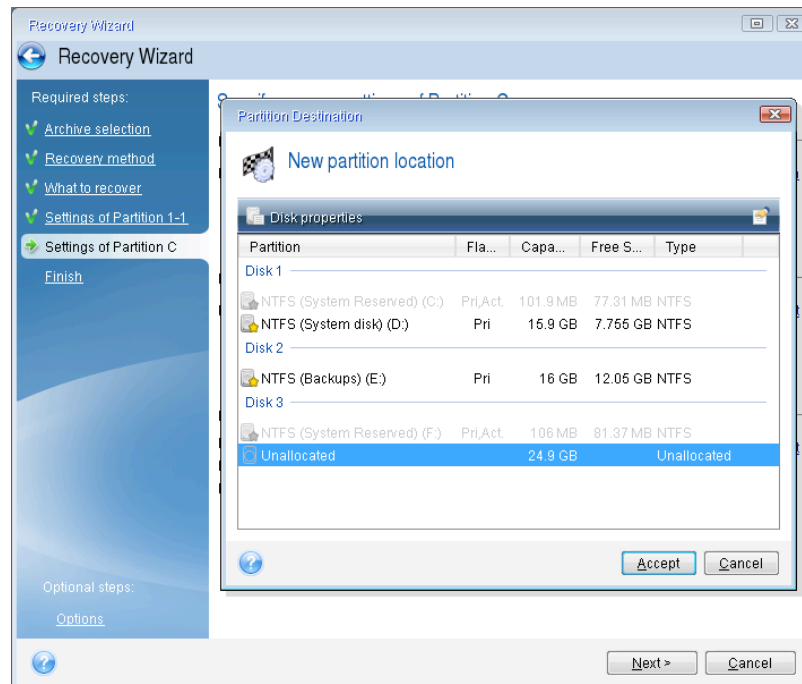 Recovery Wizard
Recovery Wizard
Required steps:
Archive selection
Recovery method
What to recover
Settings of Partition 1-1
Settings of Partition C
Finish
Optional steps:
Options
Partition Destination
New partition location
Disk properties
Partition Fla... Capa... Free S... Type
Disk 1
NTFS (System Reserved) (C:) Pri,Act. 101.9 MB 77.31 MB NTFS
NTFS (System disk) (D:) Pri 15.9 GB 7.755 GB NTFS
Disk 2
NTFS (Backups) (E:) Pri 16 GB 12.05 GB NTFS
Disk 3
NTFS (System Reserved) (F:) Pri,Act. 106 MB 81.37 MB NTFS
Unallocated 24.9 GB Unallocated
Accept Cancel
Next > Cancel